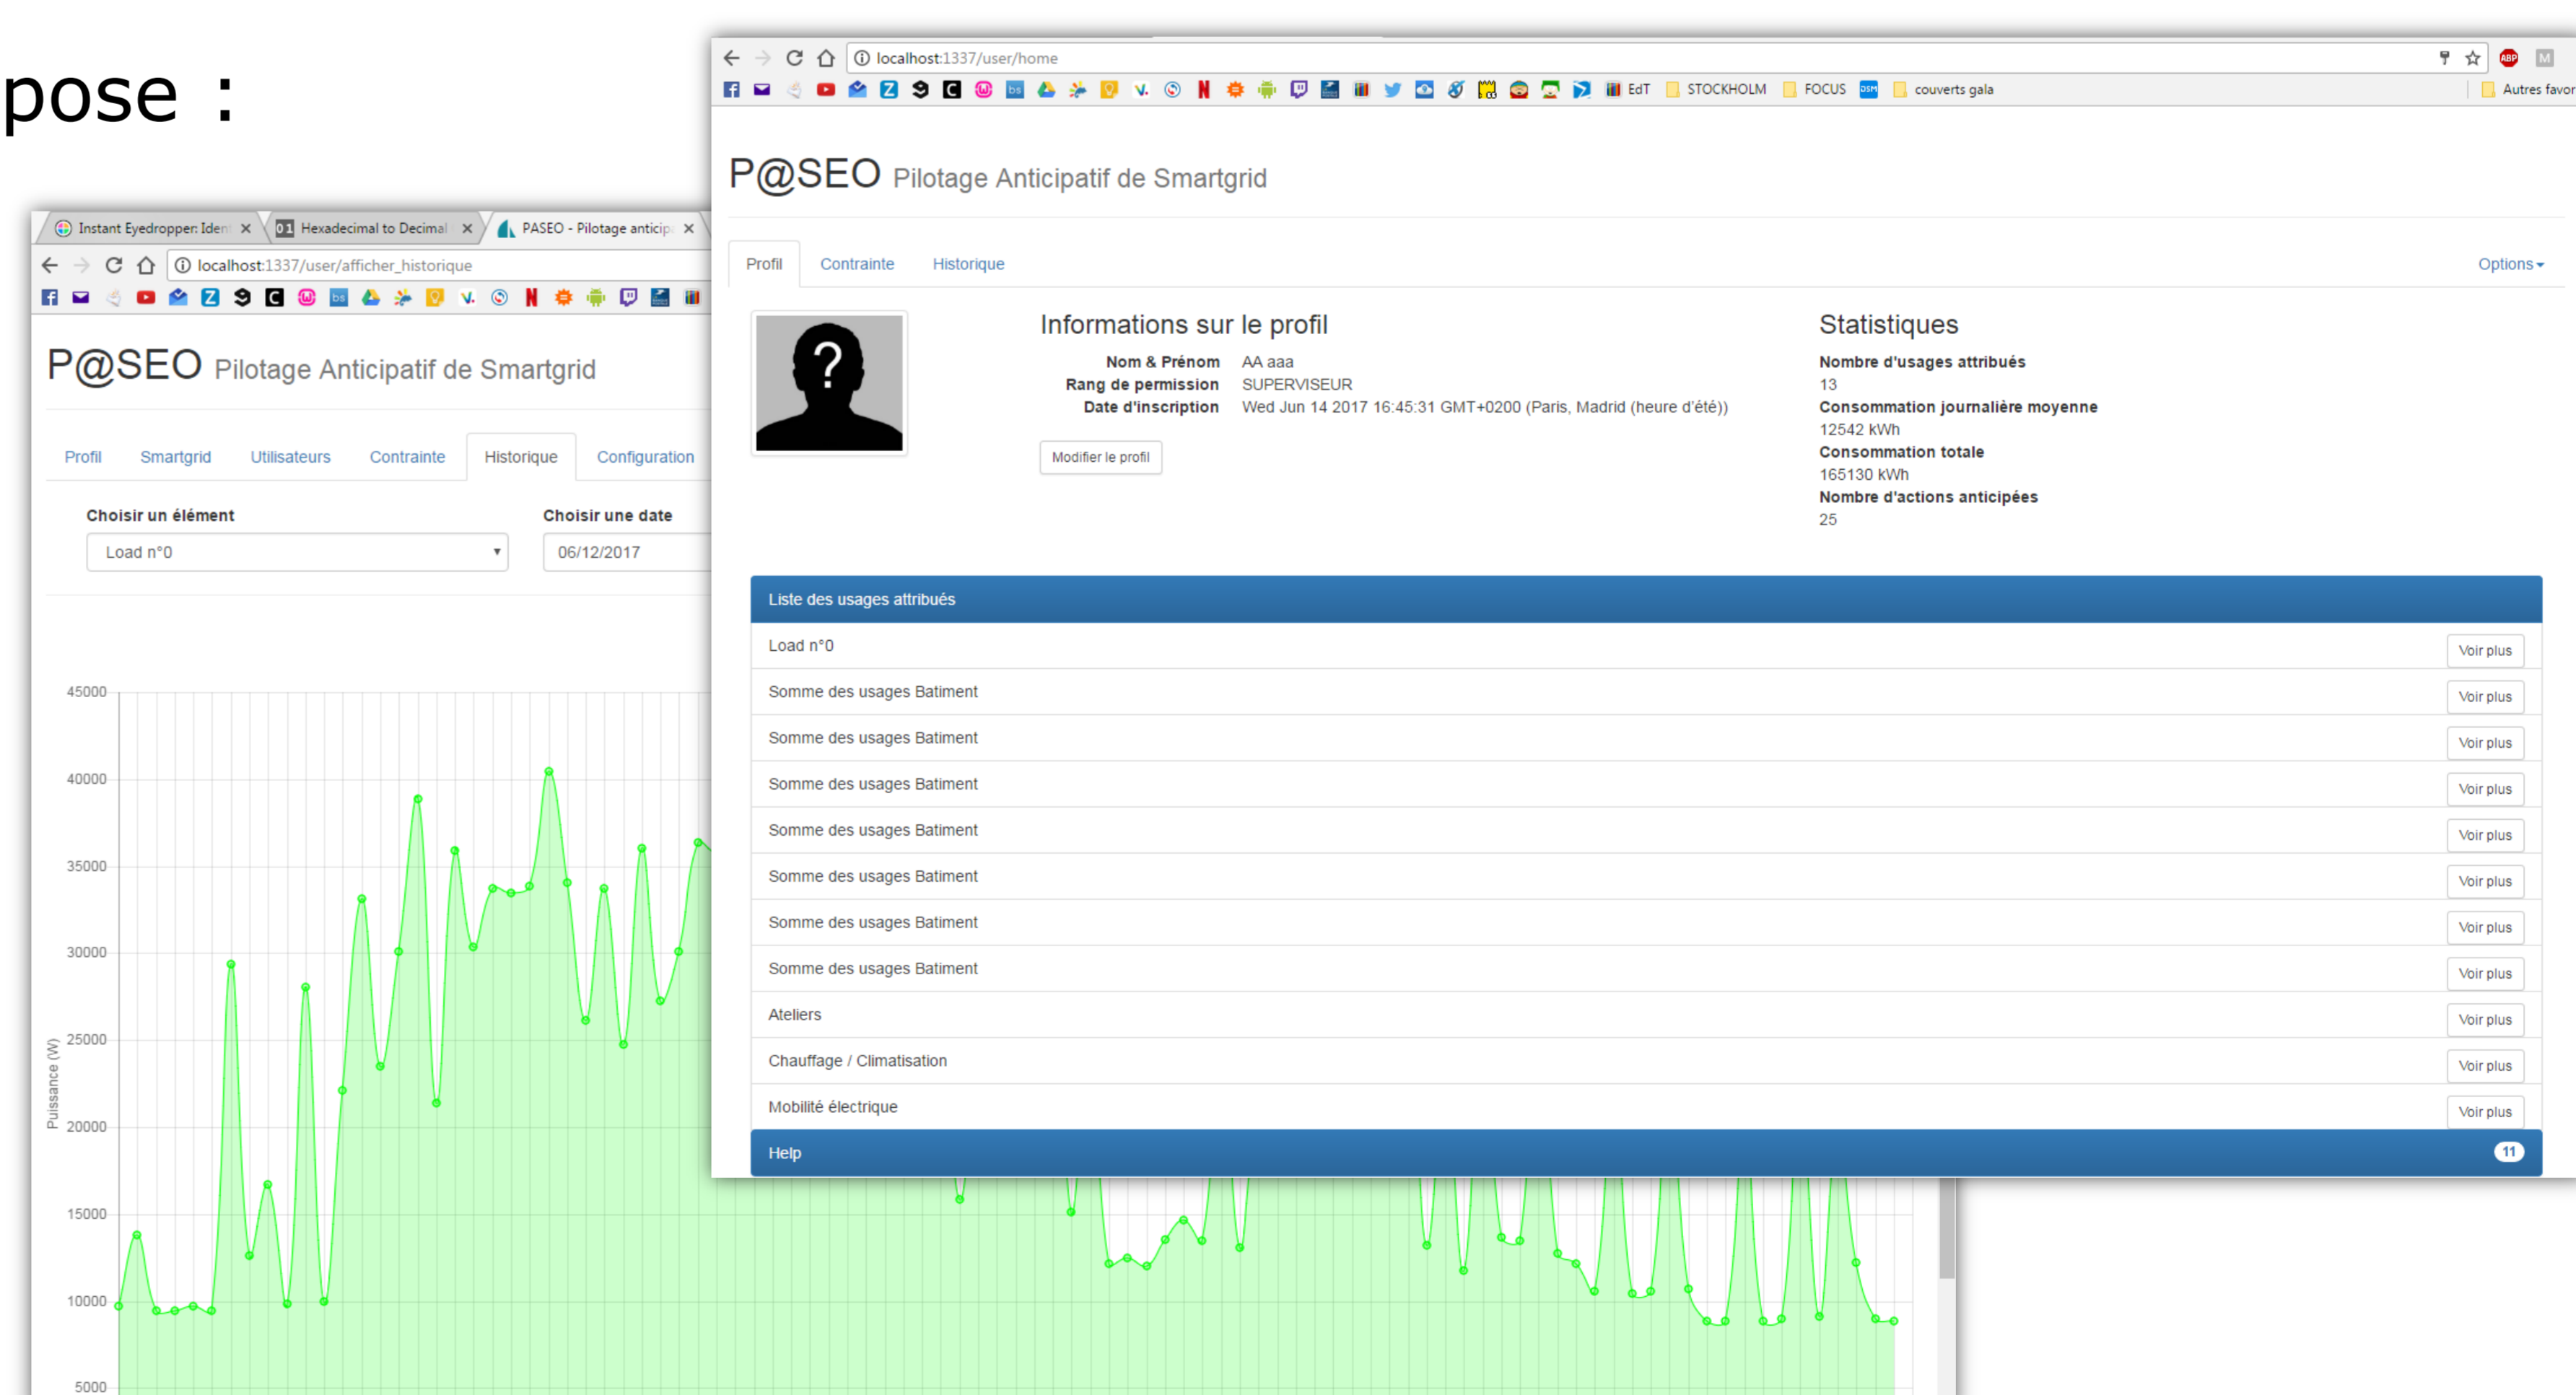 pose :
Instant Eyedropper: Iden
Hexadecimal to Decimal
PASEO - Pilotage anticip
localhost:1337/user/afficher_historique
P@SEO Pilotage Anticipatif de Smartgrid
Profil Smartgrid Utilisateurs Contrainte Historique Configuration
Choisir un élément
Choisir une date
Load n°0
06/12/2017
45000
40000
35000
30000
25000
20000
15000
10000
5000
Puissance (W)
localhost:1337/user/home
ABP
M
EdT STOCKHOLM FOCUS DSM couverts gala Autres favor
P@SEO Pilotage Anticipatif de Smartgrid
Profil Contrainte Historique Options
Informations sur le profil
Nom & Prénom AA aaa
Rang de permission SUPERVISEUR
Date d'inscription Wed Jun 14 2017 16:45:31 GMT+0200 (Paris, Madrid (heure d'été))
Modifier le profil
Statistiques
Nombre d'usages attribués
13
Consommation journalière moyenne
12542 kWh
Consommation totale
165130 kWh
Nombre d'actions anticipées
25
Liste des usages attribués
Load n°0 Voir plus
Somme des usages Batiment Voir plus
Somme des usages Batiment Voir plus
Somme des usages Batiment Voir plus
Somme des usages Batiment Voir plus
Somme des usages Batiment Voir plus
Somme des usages Batiment Voir plus
Somme des usages Batiment Voir plus
Ateliers Voir plus
Chauffage / Climatisation Voir plus
Mobilité électrique Voir plus
Help 11